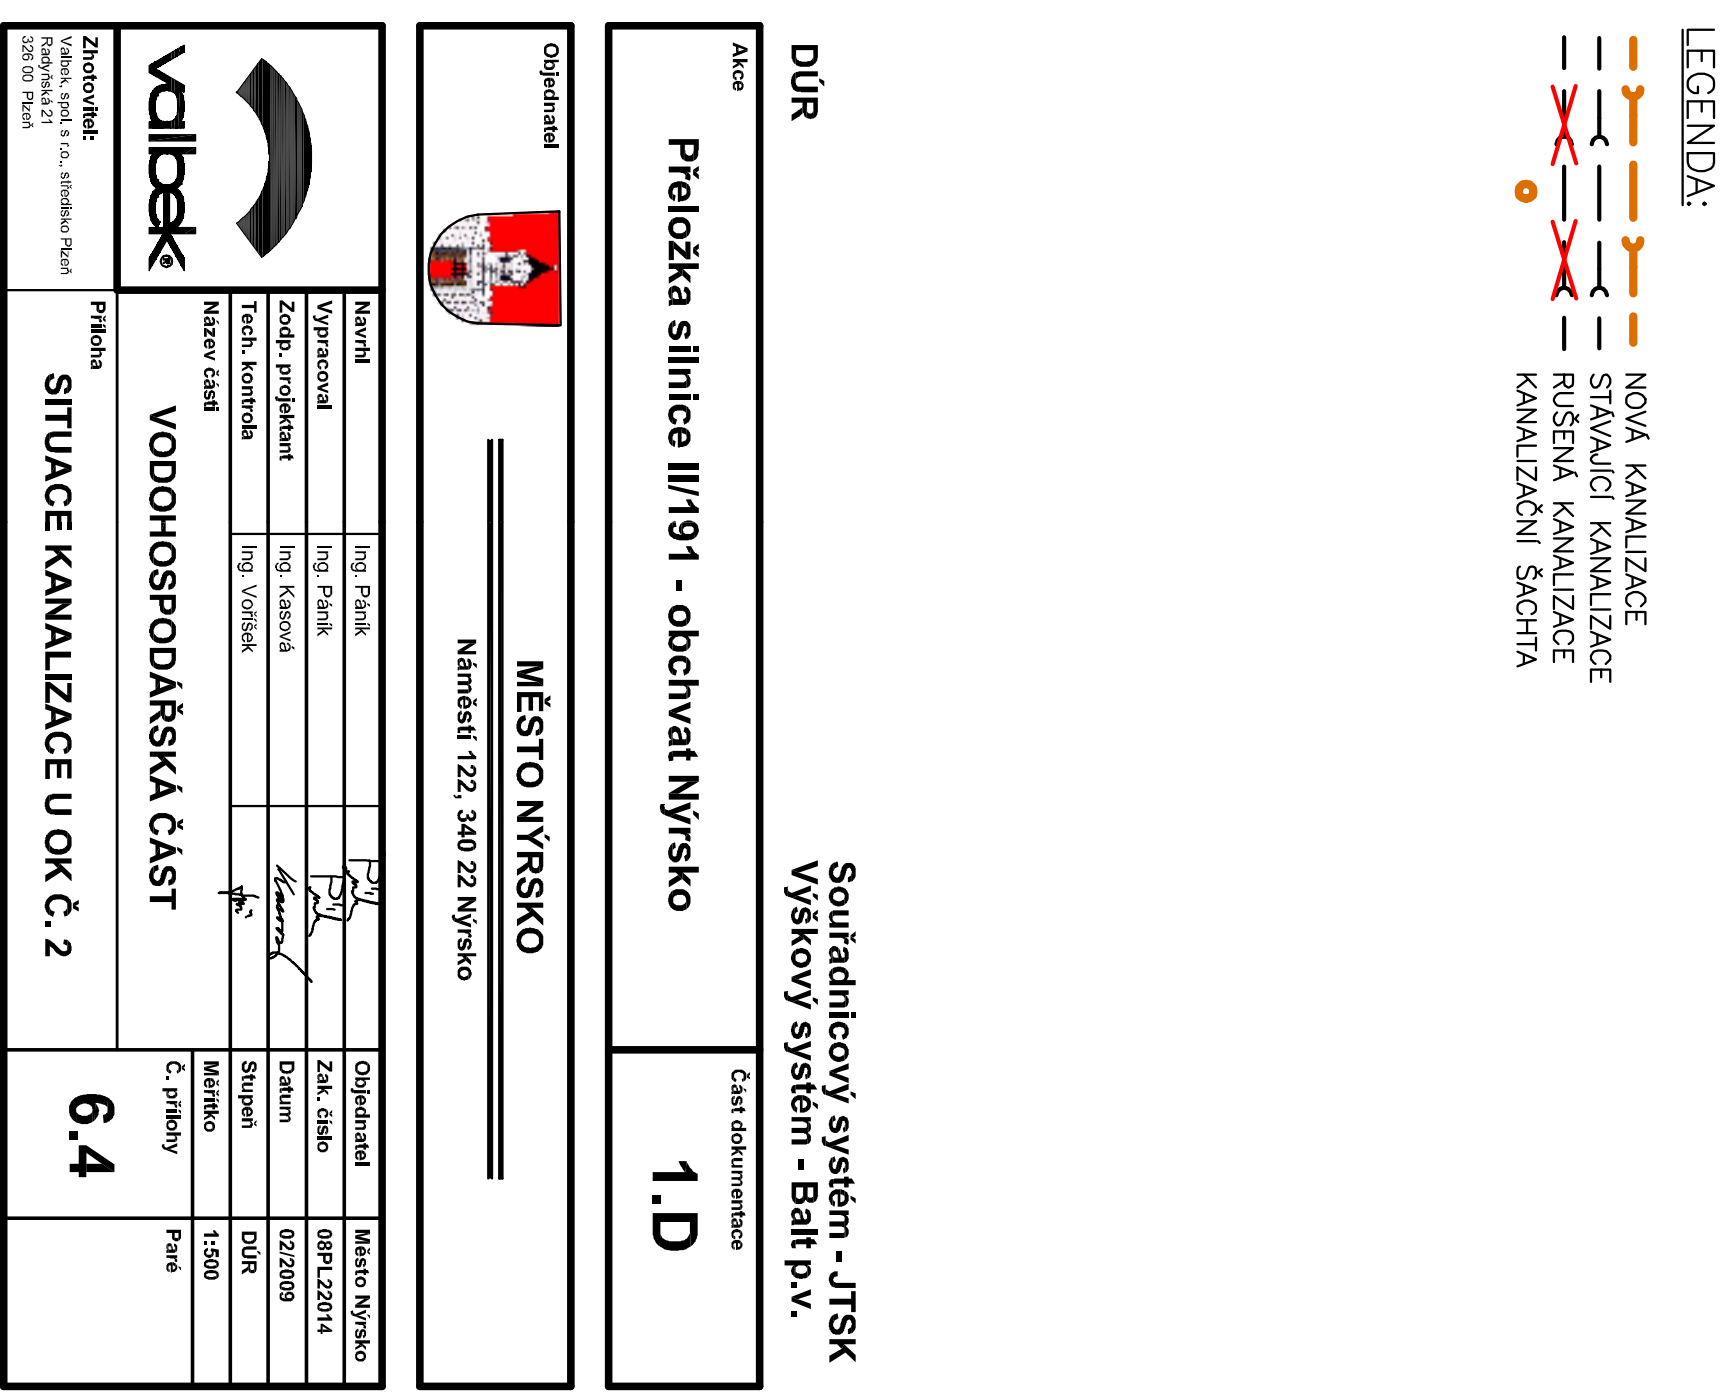 LEGENDA:
NOVÁ KANALIZACE
STÁVAJÍCÍ KANALIZACE
RUŠENÁ KANALIZACE
KANALIZAČNÍ ŠACHTA
Souřadnicový systém - JTSK
DÚR
Výškový systém - Balt p.v.
Akce
Část dokumentace
Přeložka silnice II/191 - obchvat Nýrsko
1.D
Objednatel
MĚSTO NÝRSKO
Náměstí 122, 340 22 Nýrsko
valbek®
Navrhl
Ing. Páník
Objednatel
Město Nýrsko
Vypracoval
Ing. Páník
Zak. číslo
08PL22014
Zodp. projektant
Ing. Kasová
Datum
02/2009
Tech. kontrola
Ing. Voříšek
Stupeň
DÚR
Název části
Měřítko
1:500
VODOHOSPODÁŘSKÁ ČÁST
Č. přílohy
Paré
6.4
Zhotovitel:
Valbek, spol. s r.o., středisko Plzeň
Radyňská 21
326 00 Plzeň
Příloha
SITUACE KANALIZACE U OK Č. 2